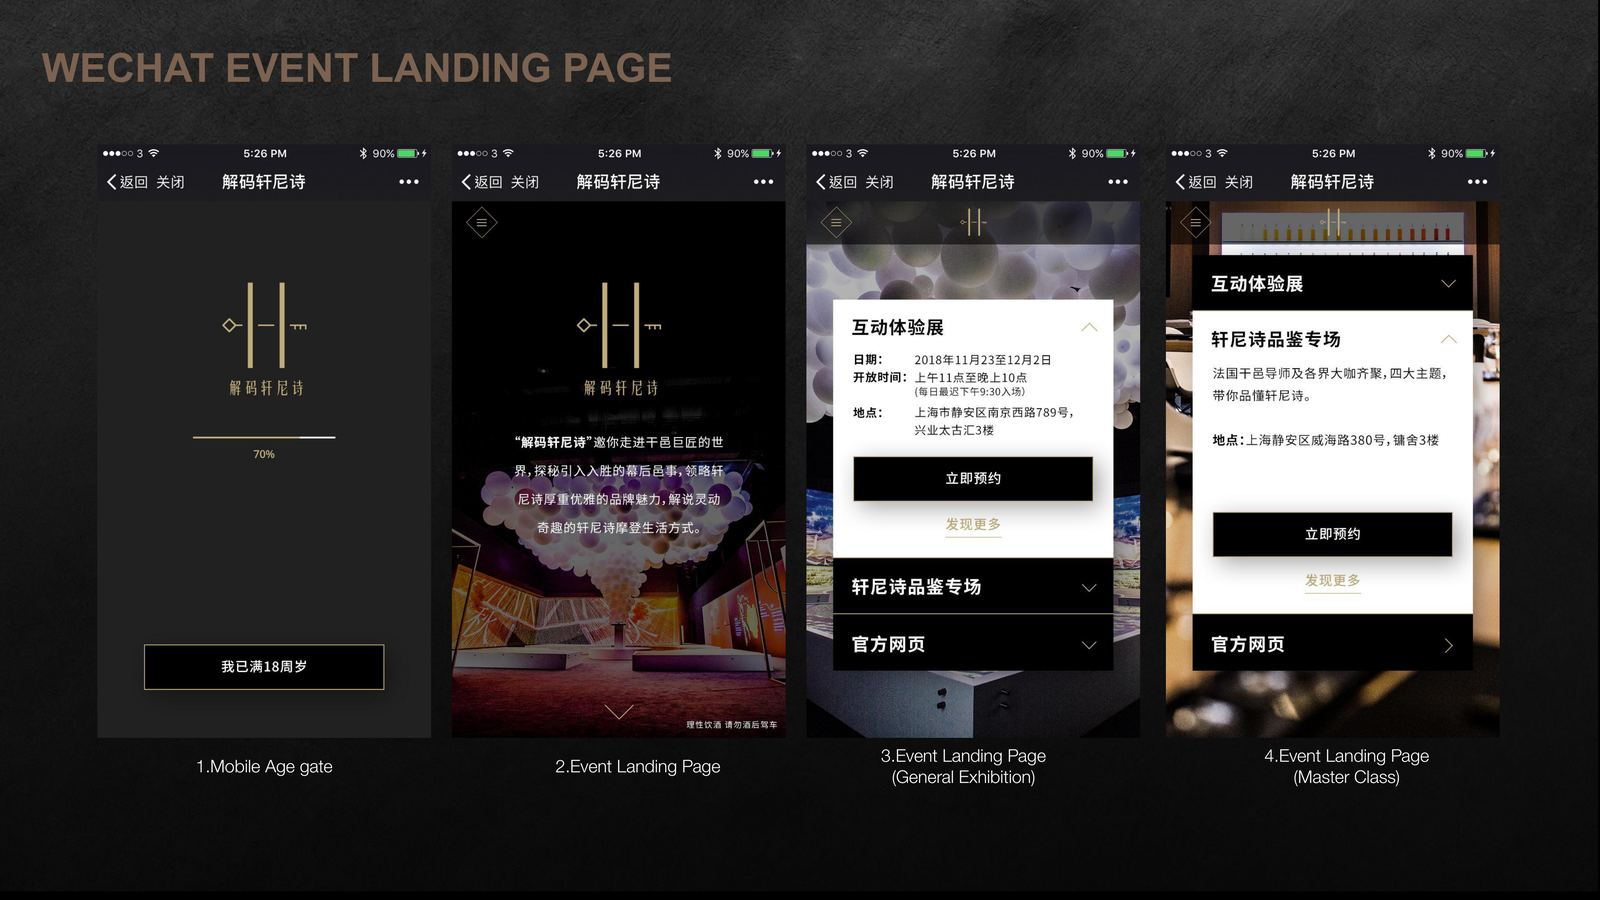 WECHAT EVENT LANDING PAGE
3 5:26 PM 90%
返回 关闭 解码轩尼诗
解码轩尼诗
70%
我已满18周岁
1.Mobile Age gate
3 5:26 PM 90%
返回 关闭 解码轩尼诗
解码轩尼诗
“解码轩尼诗”邀你走进干邑巨匠的世
界,探秘引入入胜的幕后邑事,领略轩
尼诗厚重优雅的品牌魅力,解说灵动
奇趣的轩尼诗摩登生活方式。
理性饮酒 请勿酒后驾车
2.Event Landing Page
3 5:26 PM 90%
返回 关闭 解码轩尼诗
互动体验展
日期: 2018年11月23至12月2日
开放时间: 上午11点至晚上10点
(每日最迟下午9:30入场)
地点: 上海市静安区南京西路789号,
兴业太古汇3楼
立即预约
发现更多
轩尼诗品鉴专场
官方网页
3.Event Landing Page
(General Exhibition)
3 5:26 PM 90%
返回 关闭 解码轩尼诗
互动体验展
轩尼诗品鉴专场
法国干邑导师及各界大咖齐聚,四大主题,
带你品懂轩尼诗。
地点:上海静安区威海路380号,镛舍3楼
立即预约
发现更多
官方网页
4.Event Landing Page
(Master Class)